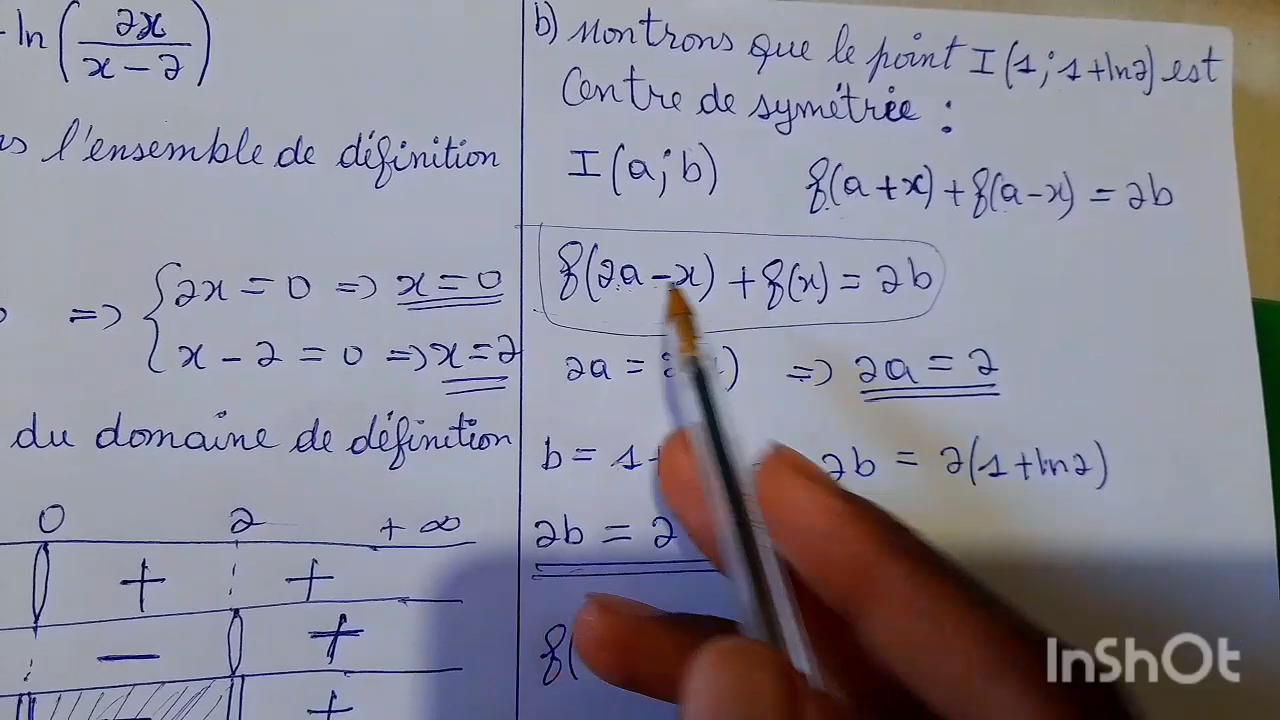 -ln(2x/(x-2))
l'ensemble de définition
=> { 2x = 0 => x = 0
x - 2 = 0 => x = 2
du domaine de définition
0 2 +∞
+ +
- +
- +
b) Montrons que le point I(1; 1+ln2) est
Centre de symétrie :
I(a; b) f(a+x) + f(a-x) = 2b
f(2a-x) + f(x) = 2b
2a = => 2a = 2
b = 1+ 2b = 2(1+ln2)
2b = 2
f(
InShOt